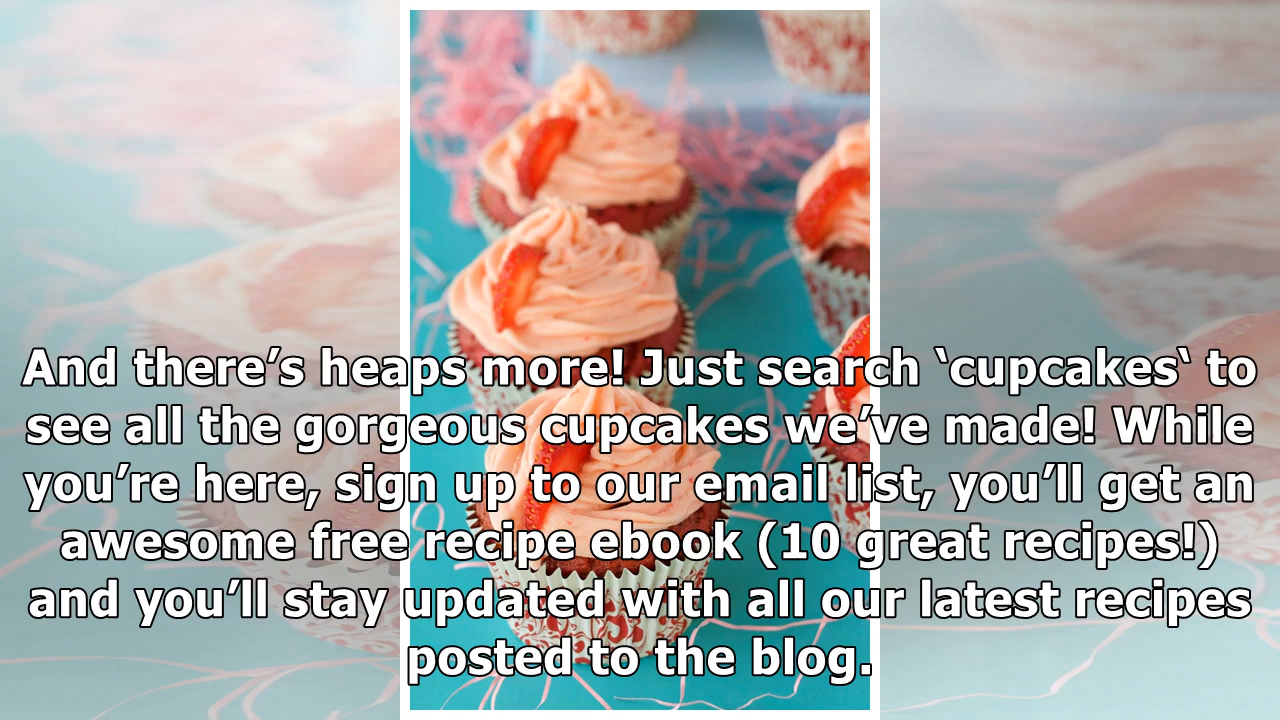 And there’s heaps more! Just search ‘cupcakes‘ to
see all the gorgeous cupcakes we’ve made! While
you’re here, sign up to our email list, you’ll get an
awesome free recipe ebook (10 great recipes!)
and you’ll stay updated with all our latest recipes
posted to the blog.